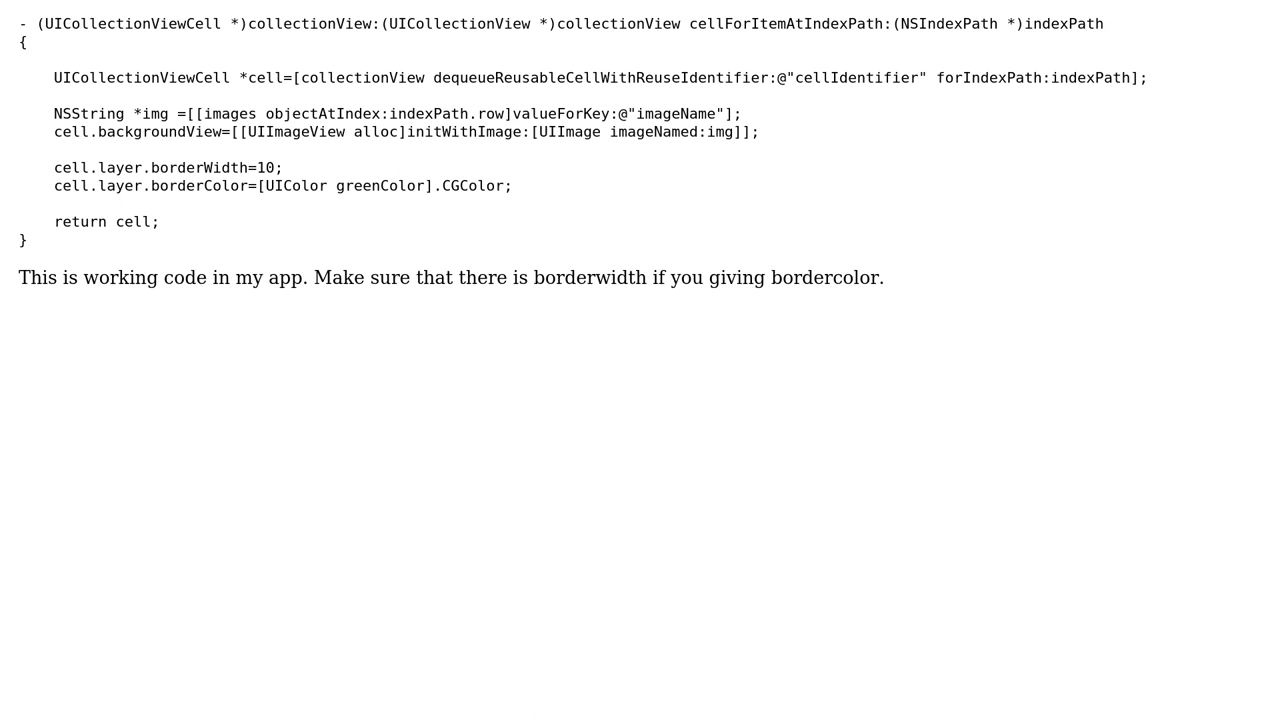 - (UICollectionViewCell *)collectionView:(UICollectionView *)collectionView cellForItemAtIndexPath:(NSIndexPath *)indexPath
{
    UICollectionViewCell *cell=[collectionView dequeueReusableCellWithReuseIdentifier:@"cellIdentifier" forIndexPath:indexPath];
    NSString *img =[[images objectAtIndex:indexPath.row]valueForKey:@"imageName"];
    cell.backgroundView=[[UIImageView alloc]initWithImage:[UIImage imageNamed:img]];
    cell.layer.borderWidth=10;
    cell.layer.borderColor=[UIColor greenColor].CGColor;
    return cell;
}
This is working code in my app. Make sure that there is borderwidth if you giving bordercolor.